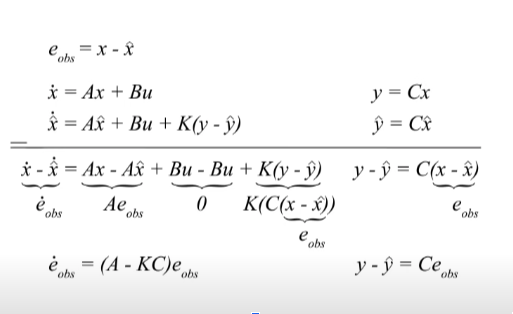 e_obs = x - x̂
ẋ = Ax + Bu y = Cx
x̂̇ = Ax̂ + Bu + K(y - ŷ) ŷ = Cx̂
ẋ - x̂̇ = Ax - Ax̂ + Bu - Bu + K(y - ŷ) y - ŷ = C(x - x̂)
ė_obs Ae_obs 0 K(C(x - x̂)) e_obs
e_obs
ė_obs = (A - KC)e_obs y - ŷ = Ce_obs